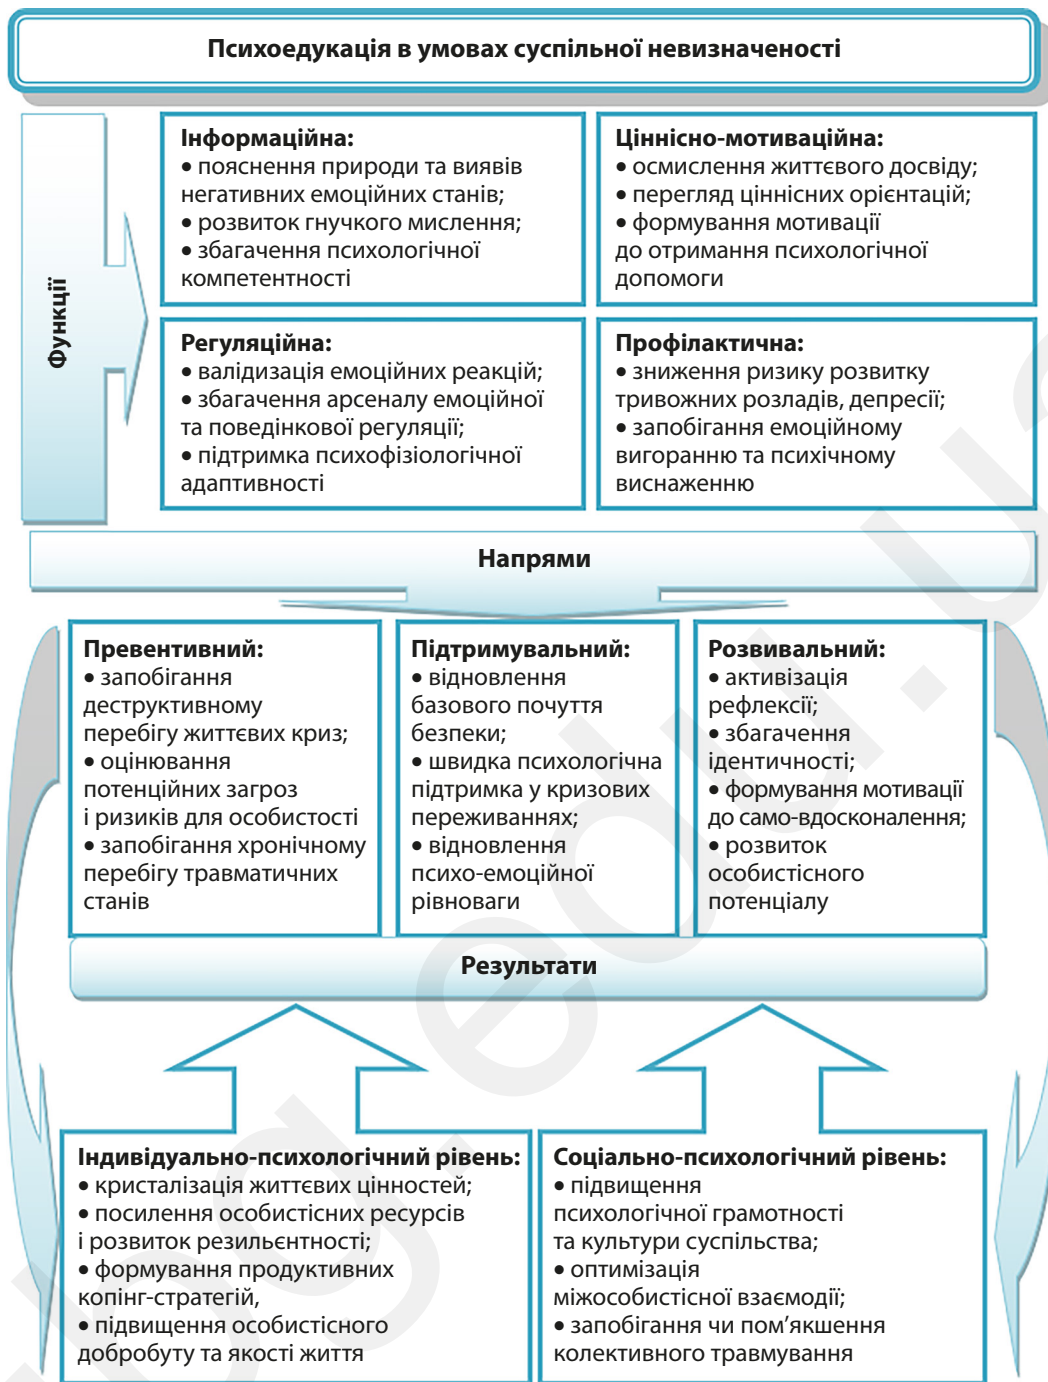 Психоедукація в умовах суспільної невизначеності
Функції
Інформаційна:
• пояснення природи та виявів
негативних емоційних станів;
• розвиток гнучкого мислення;
• збагачення психологічної
компетентності
Ціннісно-мотиваційна:
• осмислення життєвого досвіду;
• перегляд ціннісних орієнтацій;
• формування мотивації
до отримання психологічної
допомоги
Регуляційна:
• валідизація емоційних реакцій;
• збагачення арсеналу емоційної
та поведінкової регуляції;
• підтримка психофізіологічної
адаптивності
Профілактична:
• зниження ризику розвитку
тривожних розладів, депресії;
• запобігання емоційному
вигоранню та психічному
виснаженню
Напрями
Превентивний:
• запобігання
деструктивному
перебігу життєвих криз;
• оцінювання
потенційних загроз
і ризиків для особистості
• запобігання хронічному
перебігу травматичних
станів
Підтримувальний:
• відновлення
базового почуття
безпеки;
• швидка психологічна
підтримка у кризових
переживаннях;
• відновлення
психо-емоційної
рівноваги
Розвивальний:
• активізація
рефлексії;
• збагачення
ідентичності;
• формування мотивації
до само-вдосконалення;
• розвиток
особистісного
потенціалу
Результати
Індивідуально-психологічний рівень:
• кристалізація життєвих цінностей;
• посилення особистісних ресурсів
і розвиток резильєнтності;
• формування продуктивних
копінг-стратегій,
• підвищення особистісного
добробуту та якості життя
Соціально-психологічний рівень:
• підвищення
психологічної грамотності
та культури суспільства;
• оптимізація
міжособистісної взаємодії;
• запобігання чи пом’якшення
колективного травмування